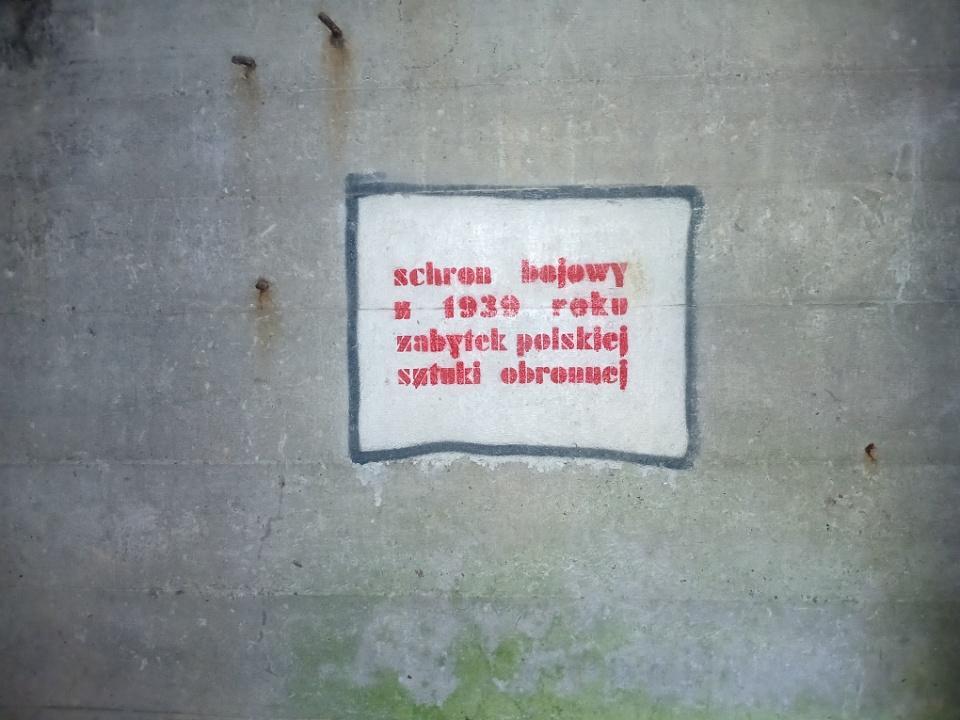 schron bojowy
z 1939 roku
zabytek polskiej
sztuki obronnej